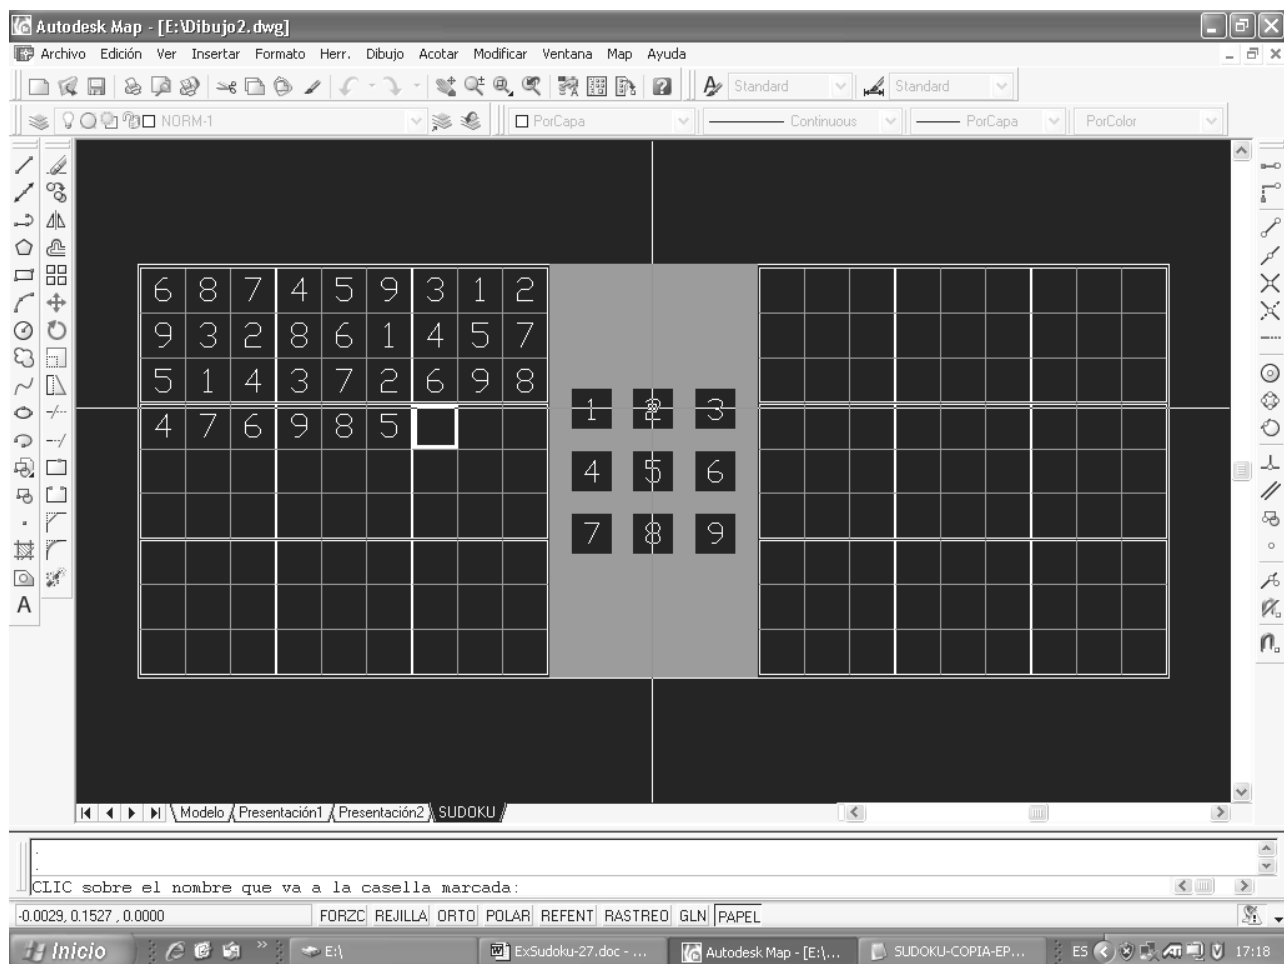 Autodesk Map - [E:\Dibujo2.dwg]
Archivo Edición Ver Insertar Formato Herr. Dibujo Acotar Modificar Ventana Map Ayuda
Standard Standard
NORM-1 PorCapa Continuous PorCapa PorColor
6 8 7 4 5 9 3 1 2
9 3 2 8 6 1 4 5 7
5 1 4 3 7 2 6 9 8
4 7 6 9 8 5
1 2 3
4 5 6
7 8 9
Modelo Presentación1 Presentación2 SUDOKU
CLIC sobre el nombre que va a la casella marcada:
-0.0029, 0.1527 , 0.0000 FORZC REJILLA ORTO POLAR REFENT RASTREO GLN PAPEL
Inicio » E:\ ExSudoku-27.doc - ... Autodesk Map - [E:\... SUDOKU-COPIA-EP... ES 17:18